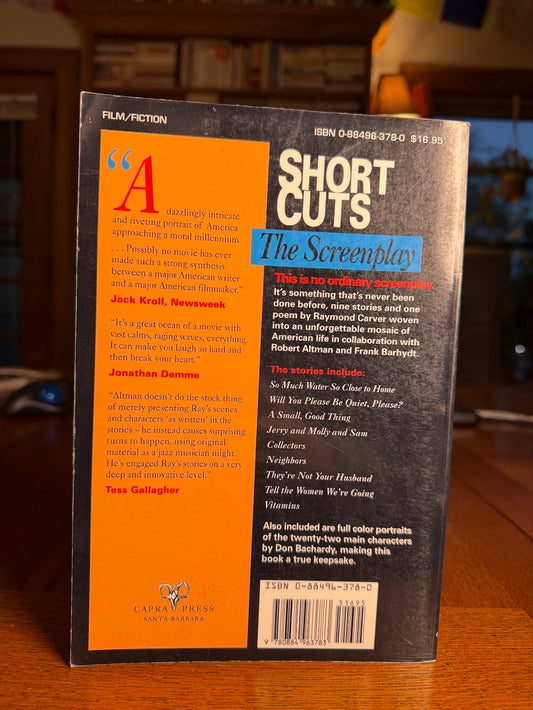 FILM/FICTION
ISBN 0-88496-378-0 $16.95
“A
dazzlingly intricate
and riveting portrait of America
approaching a moral millennium.
. . . Possibly no movie has ever
made such a strong synthesis
between a major American writer
and a major American filmmaker.”
Jack Kroll, Newsweek
“It’s a great ocean of a movie with
vast calms, raging waves, everything.
It can make you laugh so hard and
then break your heart.”
Jonathan Demme
“Altman doesn’t do the stock thing
of merely presenting Ray’s scenes
and characters ‘as written’ in the
stories – he instead causes surprising
turns to happen, using original
material as a jazz musician might.
He’s engaged Ray’s stories on a very
deep and innovative level.”
Tess Gallagher
CAPRA PRESS
SANTA BARBARA
SHORT
CUTS
The Screenplay
This is no ordinary screenplay.
It’s something that’s never been
done before, nine stories and one
poem by Raymond Carver woven
into an unforgettable mosaic of
American life in collaboration with
Robert Altman and Frank Barhydt.
The stories include:
So Much Water So Close to Home
Will You Please Be Quiet, Please?
A Small, Good Thing
Jerry and Molly and Sam
Collectors
Neighbors
They’re Not Your Husband
Tell the Women We’re Going
Vitamins
Also included are full color portraits
of the twenty-two main characters
by Don Bachardy, making this
book a true keepsake.
ISBN 0-88496-378-0
51695
9 780884 963783